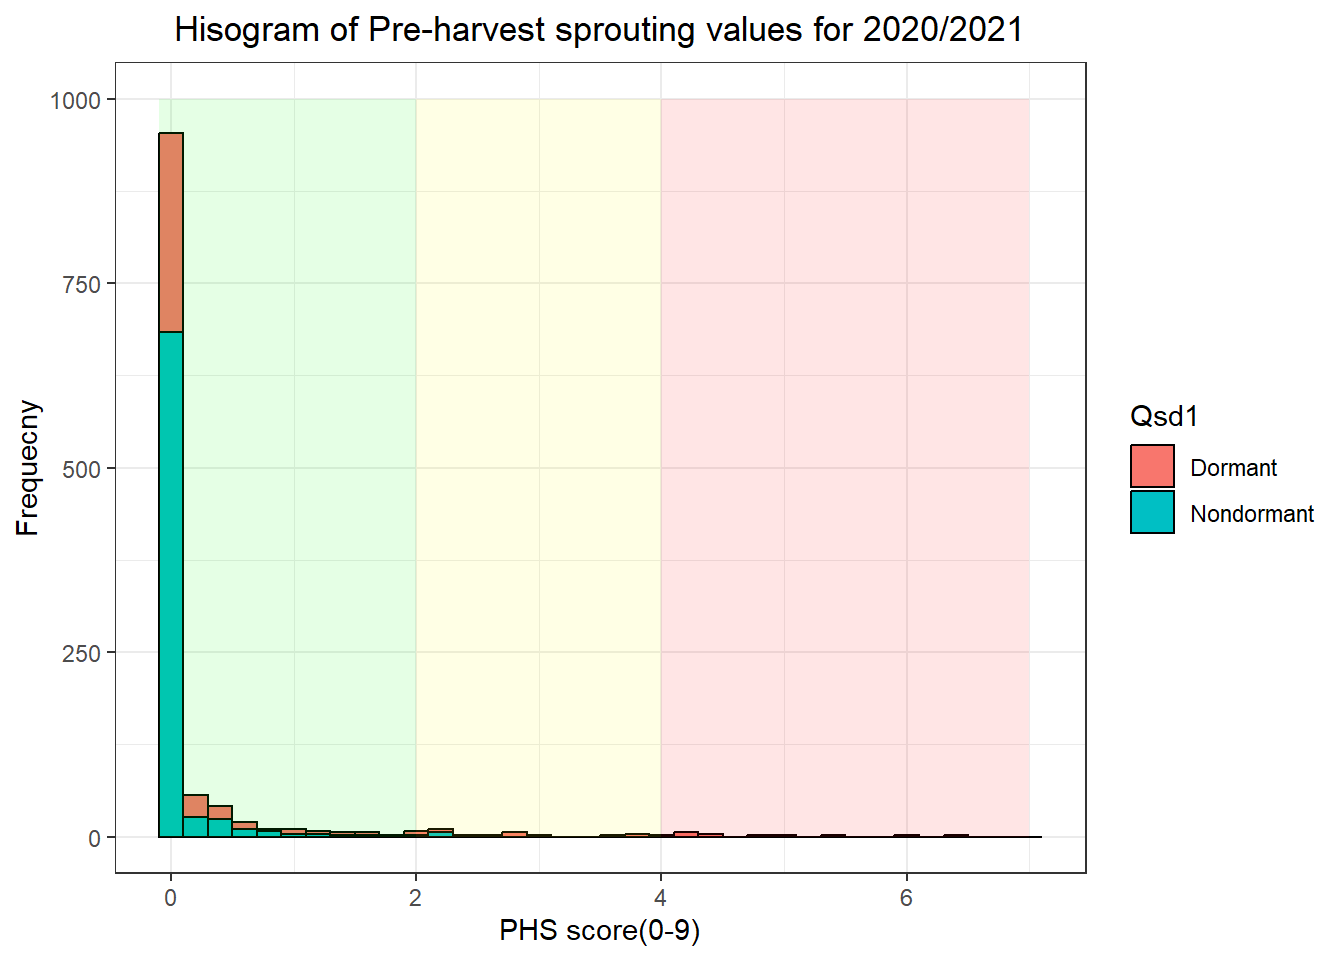 Hisogram of Pre-harvest sprouting values for 2020/2021
1000
750
500
250
0
Frequecny
0 2 4 6
PHS score(0-9)
Qsd1
Dormant
Nondormant